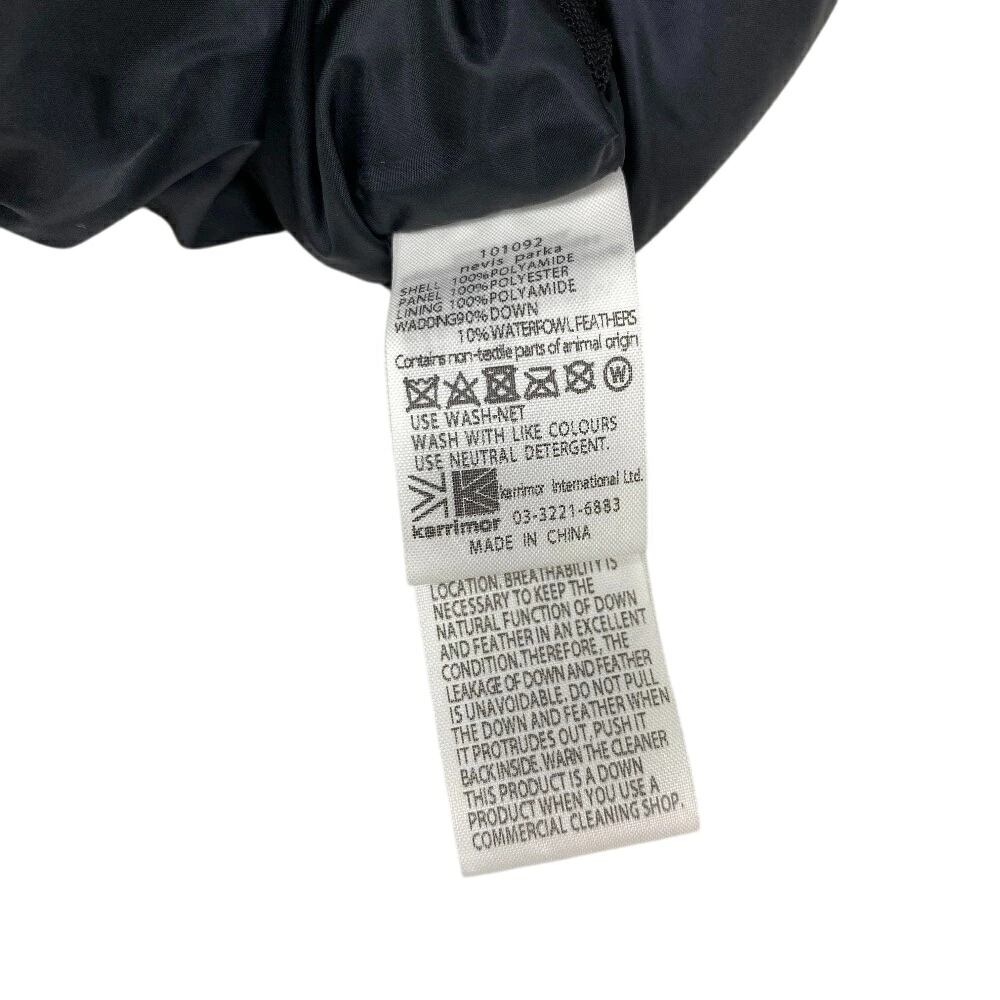 101092
nevis parka
SHELL 100%POLYAMIDE
PANEL 100%POLYESTER
LINING 100%POLYAMIDE
WADDING90%DOWN
10%WATERFOWL FEATHERS
Contains non-textile parts of animal origin
W
USE WASH-NET
WASH WITH LIKE COLOURS
USE NEUTRAL DETERGENT.
karrimor International Ltd.
karrimor 03-3221-6883
MADE IN CHINA
LOCATION. BREATHABILITY IS
NECESSARY TO KEEP THE
NATURAL FUNCTION OF DOWN
AND FEATHER IN AN EXCELLENT
CONDITION.THEREFORE, THE
LEAKAGE OF DOWN AND FEATHER
IS UNAVOIDABLE. DO NOT PULL
THE DOWN AND FEATHER WHEN
IT PROTRUDES OUT, PUSH IT
BACK INSIDE. WARN THE CLEANER
THIS PRODUCT IS A DOWN
PRODUCT WHEN YOU USE A
COMMERCIAL CLEANING SHOP.